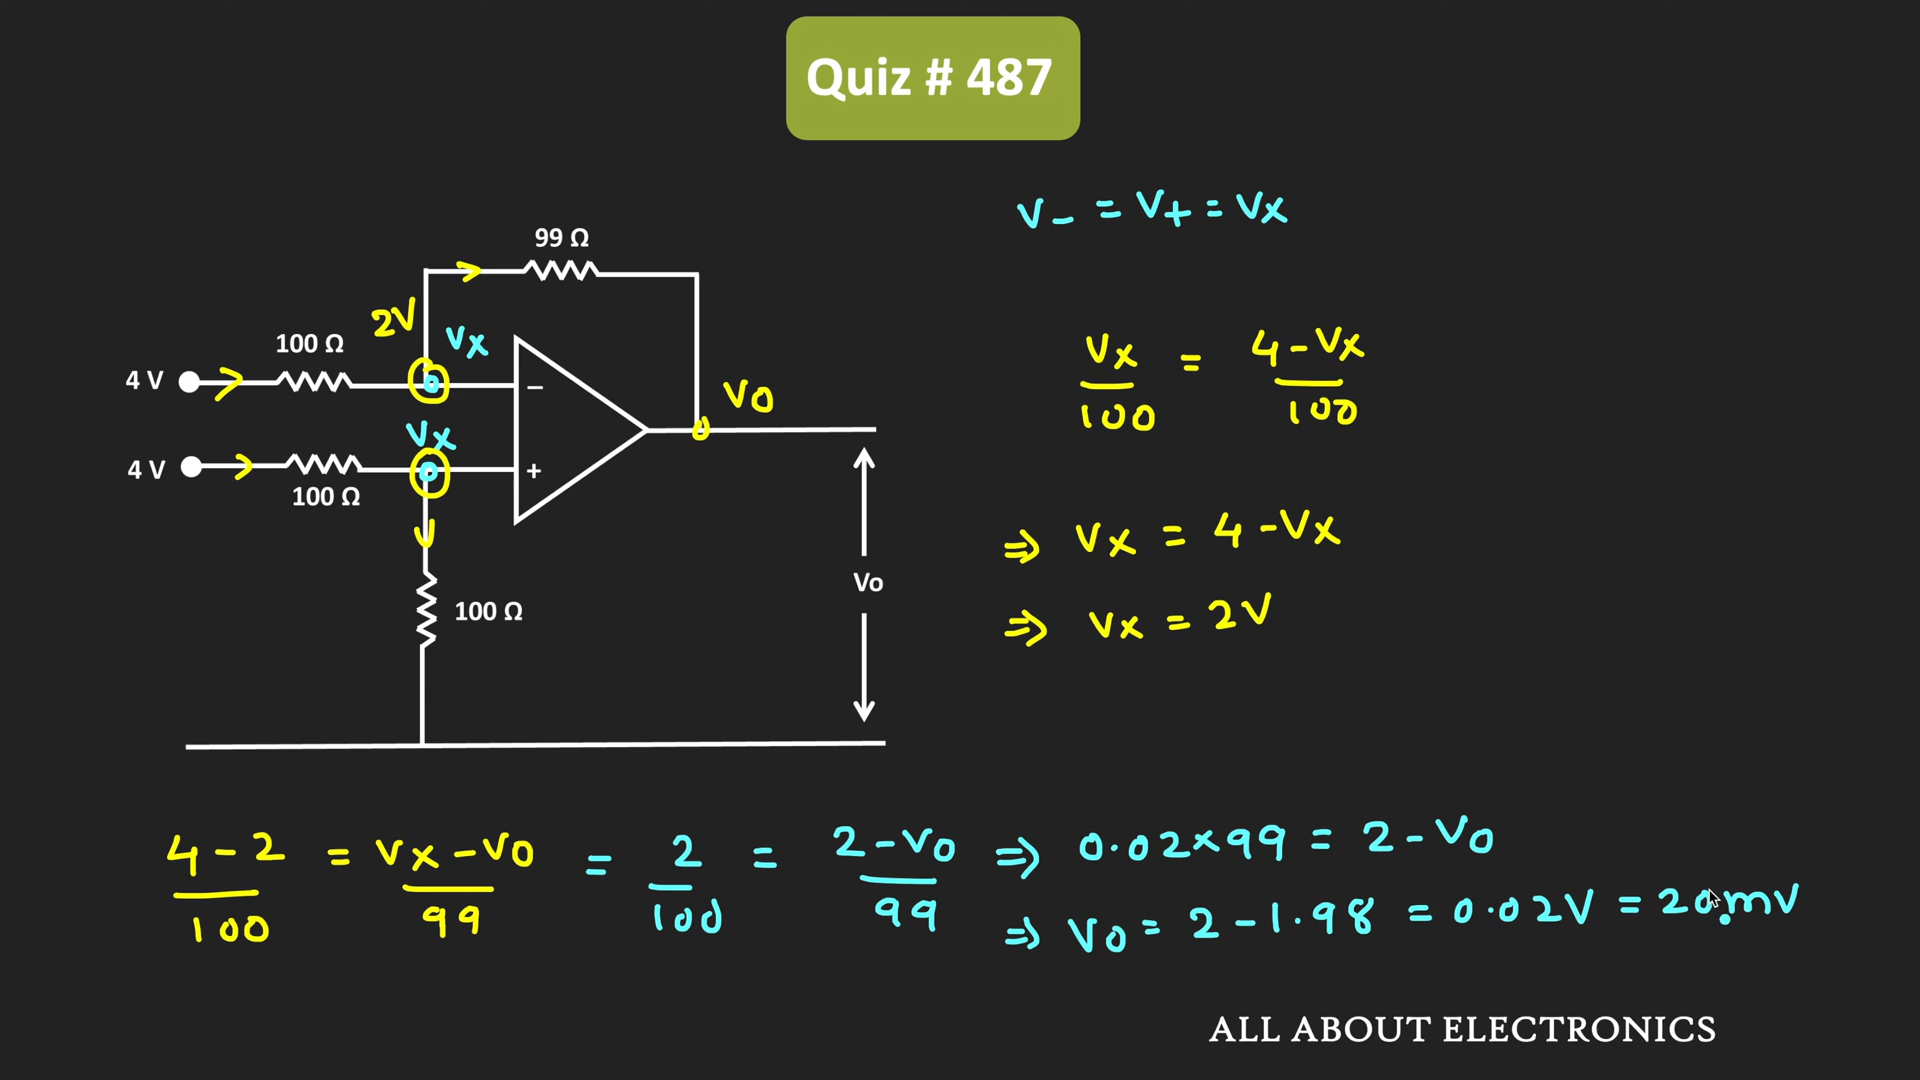 Quiz # 487
V- = V+ = Vx
99 Ω
2V
Vx
100 Ω
4 V
−
Vo
Vx
4 V
+
100 Ω
Vx/100 = 4-Vx/100
⇒ Vx = 4-Vx
Vo
100 Ω
⇒ Vx = 2V
4-2/100 = Vx-Vo/99 = 2/100 = 2-Vo/99 ⇒ 0.02×99 = 2-Vo
⇒ Vo = 2-1.98 = 0.02V = 20mV
ALL ABOUT ELECTRONICS